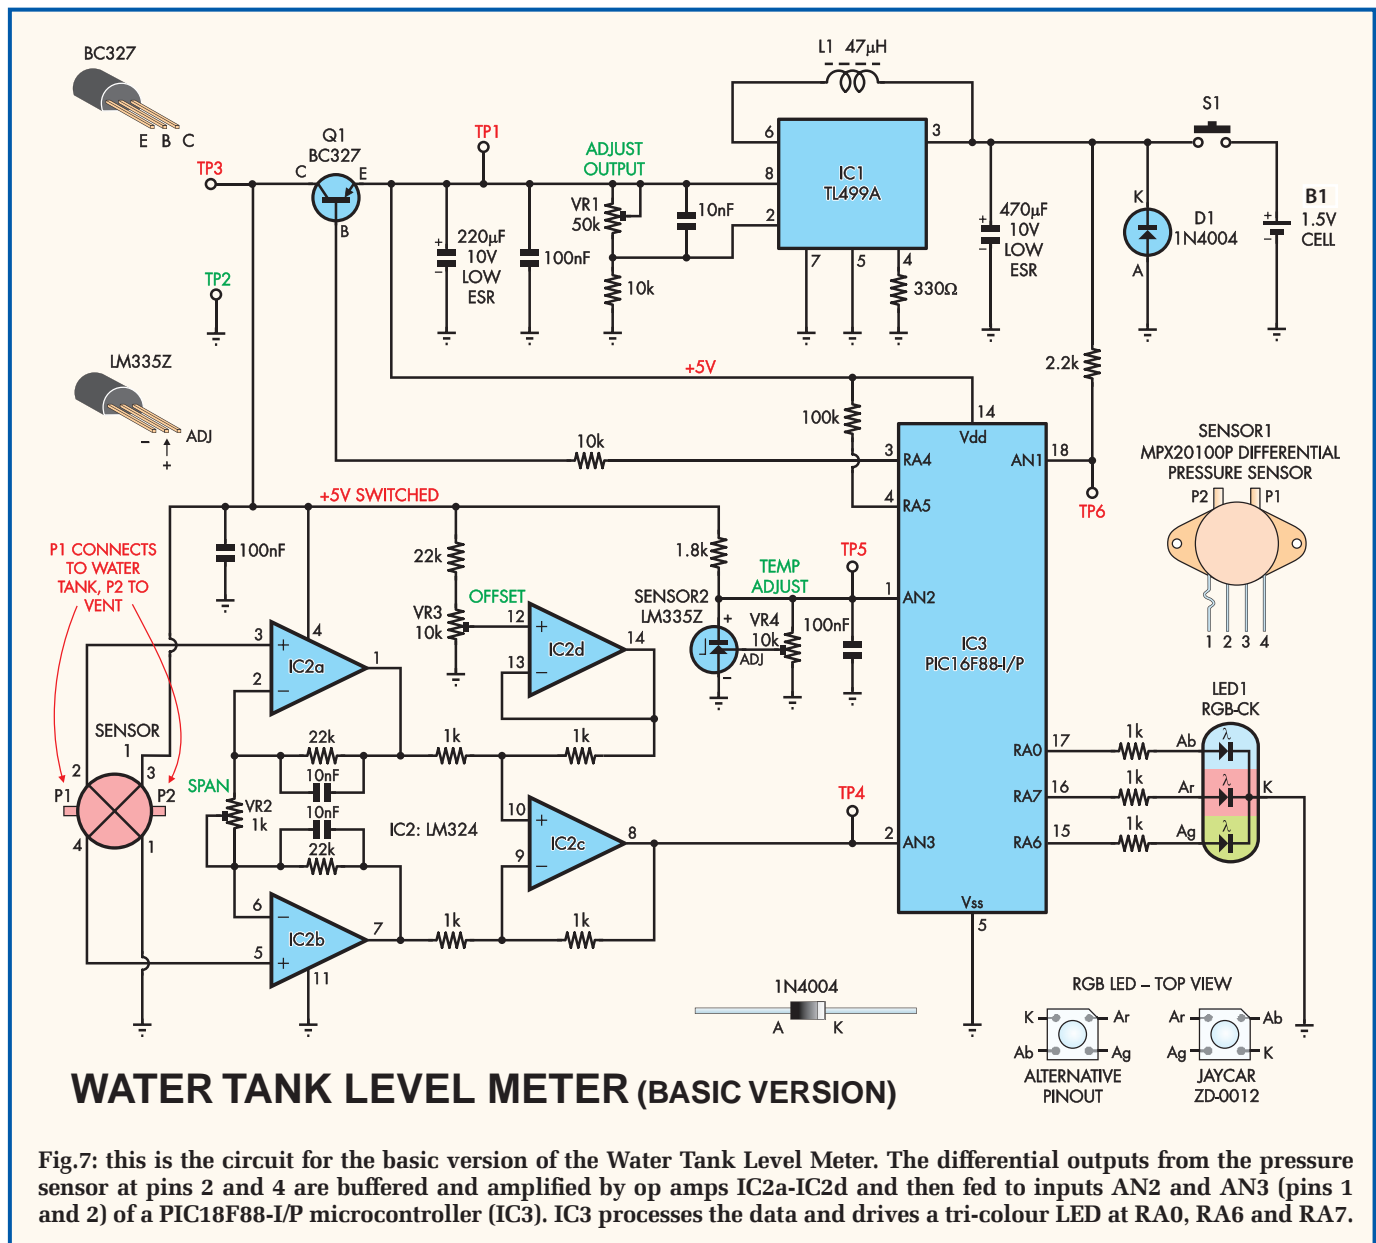 BC327
E B C
L1 47µH
S1
Q1
BC327
TP1
TP3
C
E
B
ADJUST
OUTPUT
6
3
8
2
IC1
TL499A
7
5
4
VR1
50k
10nF
220µF
10V
LOW
ESR
+
−
100nF
10k
330Ω
470µF
10V
LOW
ESR
+
−
K
D1
1N4004
A
B1
1.5V
CELL
+
−
TP2
LM335Z
− ADJ
+
+5V
2.2k
100k
14
Vdd
10k
3
RA4
AN1
18
4
RA5
TP6
SENSOR1
MPX20100P DIFFERENTIAL
PRESSURE SENSOR
P2 P1
1 2 3 4
+5V SWITCHED
P1 CONNECTS
TO WATER
TANK, P2 TO
VENT
100nF
22k
1.8k
TP5
TEMP
ADJUST
OFFSET
VR3
10k
12
+
14
IC2d
13
−
SENSOR2
LM335Z
+
ADJ
−
VR4
10k
100nF
1
AN2
IC3
PIC16F88-I/P
3
+
4
IC2a
1
2
−
LED1
RGB-CK
SENSOR
1
2
3
P1
P2
4
1
22k
10nF
1k
1k
SPAN
VR2
1k
10nF
22k
IC2: LM324
10
+
IC2c
8
9
−
TP4
2
AN3
RA0
17
1k
Ab
λ
RA7
16
1k
Ar
λ
K
RA6
15
1k
Ag
λ
6
−
IC2b
7
5
+
11
1k
1k
Vss
5
1N4004
A K
RGB LED – TOP VIEW
K Ar
Ab Ag
ALTERNATIVE
PINOUT
Ar Ab
Ag K
JAYCAR
ZD-0012
WATER TANK LEVEL METER (BASIC VERSION)
Fig.7: this is the circuit for the basic version of the Water Tank Level Meter. The differential outputs from the pressure
sensor at pins 2 and 4 are buffered and amplified by op amps IC2a-IC2d and then fed to inputs AN2 and AN3 (pins 1
and 2) of a PIC18F88-I/P microcontroller (IC3). IC3 processes the data and drives a tri-colour LED at RA0, RA6 and RA7.